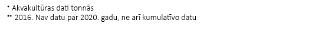 * Akvakultūras dati tonnās
** 2016. Nav datu par 2020. gadu, ne arī kumulatīvo datu